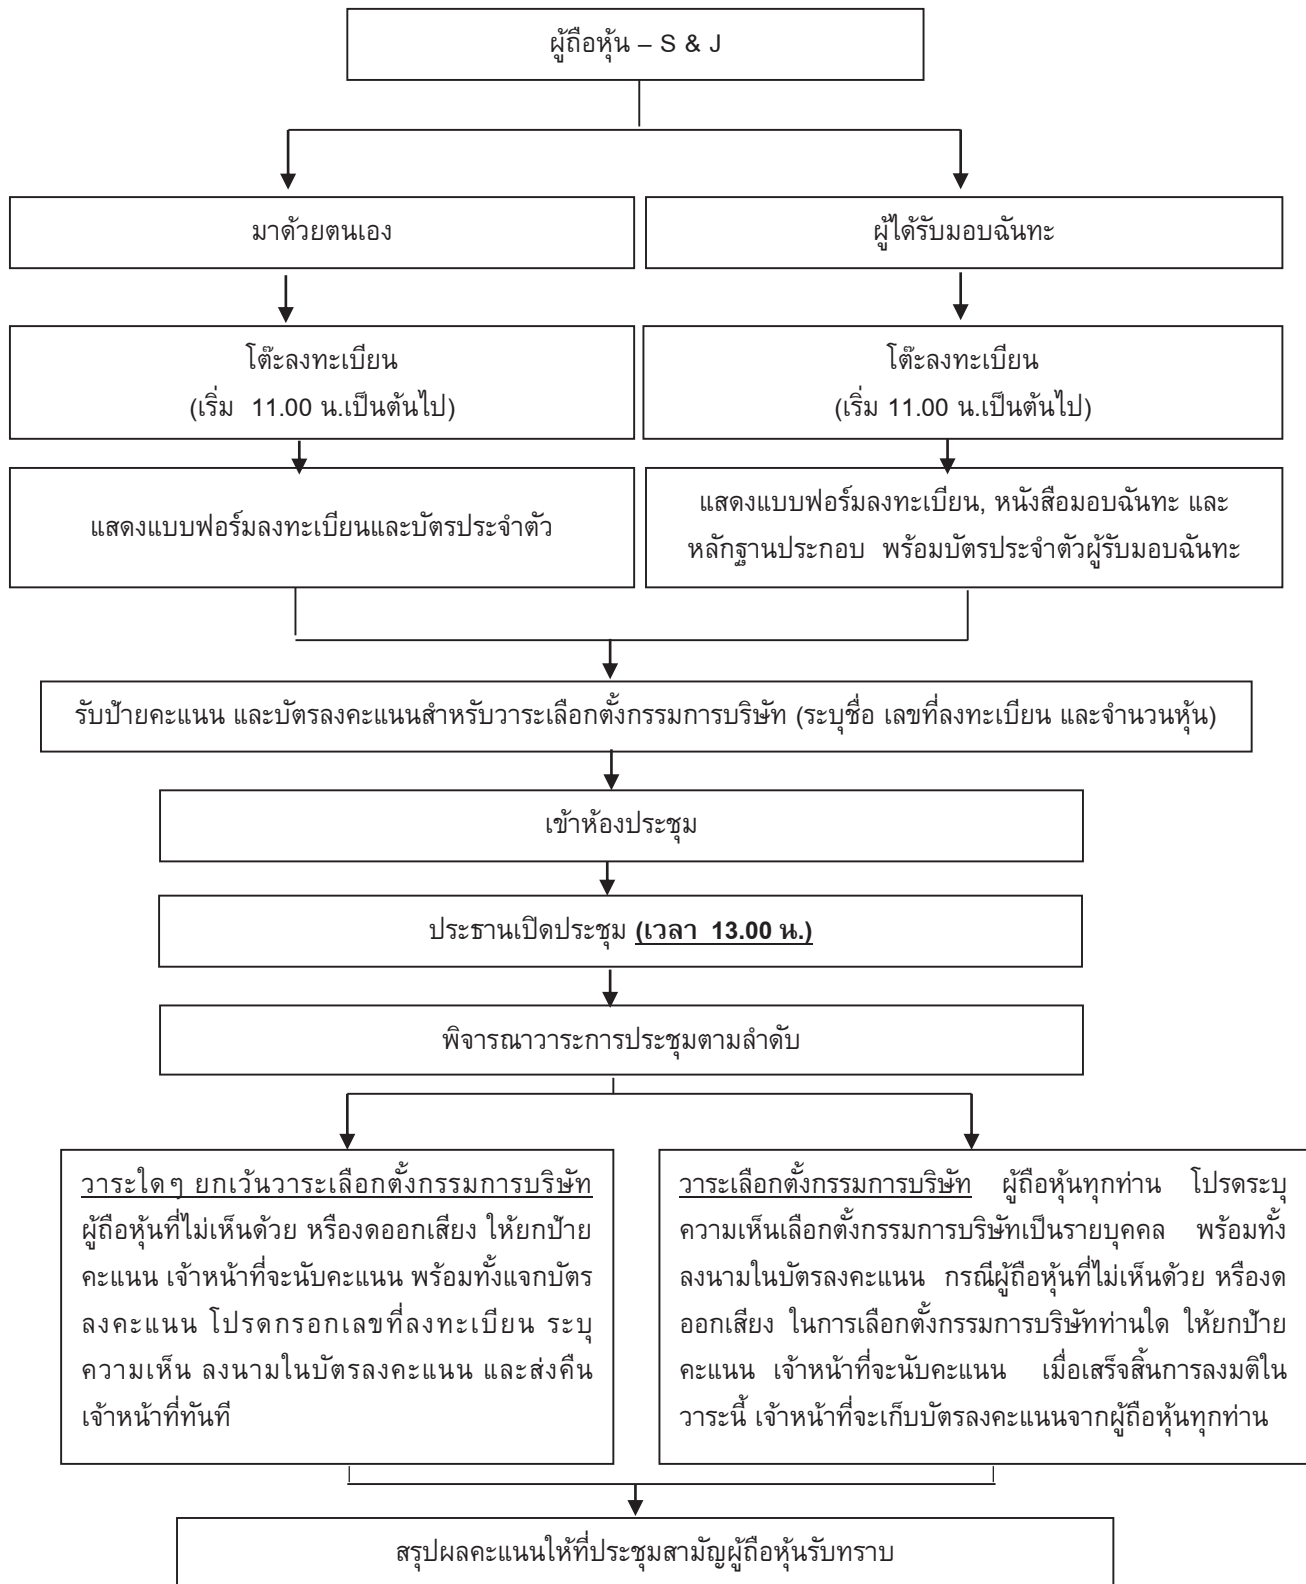 ผู้ถือหุ้น – S & J
มาด้วยตนเอง
ผู้ได้รับมอบฉันทะ
โต๊ะลงทะเบียน
(เริ่ม 11.00 น.เป็นต้นไป)
โต๊ะลงทะเบียน
(เริ่ม 11.00 น.เป็นต้นไป)
แสดงแบบฟอร์มลงทะเบียนและบัตรประจำตัว
แสดงแบบฟอร์มลงทะเบียน, หนังสือมอบฉันทะ และ
หลักฐานประกอบ พร้อมบัตรประจำตัวผู้รับมอบฉันทะ
รับป้ายคะแนน และบัตรลงคะแนนสำหรับวาระเลือกตั้งกรรมการบริษัท (ระบุชื่อ เลขที่ลงทะเบียน และจำนวนหุ้น)
เข้าห้องประชุม
ประธานเปิดประชุม (เวลา 13.00 น.)
พิจารณาวาระการประชุมตามลำดับ
วาระใดๆ ยกเว้นวาระเลือกตั้งกรรมการบริษัท
ผู้ถือหุ้นที่ไม่เห็นด้วย หรืองดออกเสียง ให้ยกป้าย
คะแนน เจ้าหน้าที่จะนับคะแนน พร้อมทั้งแจกบัตร
ลงคะแนน โปรดกรอกเลขที่ลงทะเบียน ระบุ
ความเห็น ลงนามในบัตรลงคะแนน และส่งคืน
เจ้าหน้าที่ทันที
วาระเลือกตั้งกรรมการบริษัท ผู้ถือหุ้นทุกท่าน โปรดระบุ
ความเห็นเลือกตั้งกรรมการบริษัทเป็นรายบุคคล พร้อมทั้ง
ลงนามในบัตรลงคะแนน กรณีผู้ถือหุ้นที่ไม่เห็นด้วย หรืองด
ออกเสียง ในการเลือกตั้งกรรมการบริษัทท่านใด ให้ยกป้าย
คะแนน เจ้าหน้าที่จะนับคะแนน เมื่อเสร็จสิ้นการลงมติใน
วาระนี้ เจ้าหน้าที่จะเก็บบัตรลงคะแนนจากผู้ถือหุ้นทุกท่าน
สรุปผลคะแนนให้ที่ประชุมสามัญผู้ถือหุ้นรับทราบ